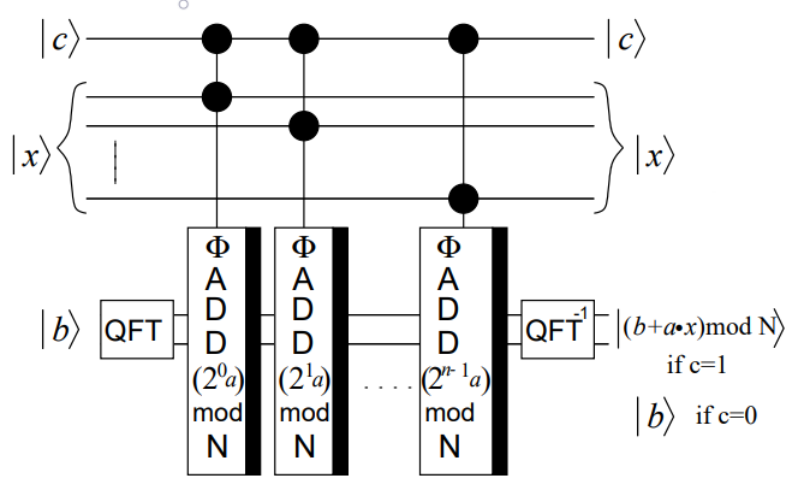 |c⟩ |c⟩
|x⟩ |x⟩
|b⟩ QFT
Φ
A
D
D
(2⁰a)
mod
N
Φ
A
D
D
(2¹a)
mod
N
. . . .
Φ
A
D
D
(2ⁿ⁻¹a)
mod
N
QFT⁻¹
|(b+a•x)mod N⟩
if c=1
|b⟩ if c=0